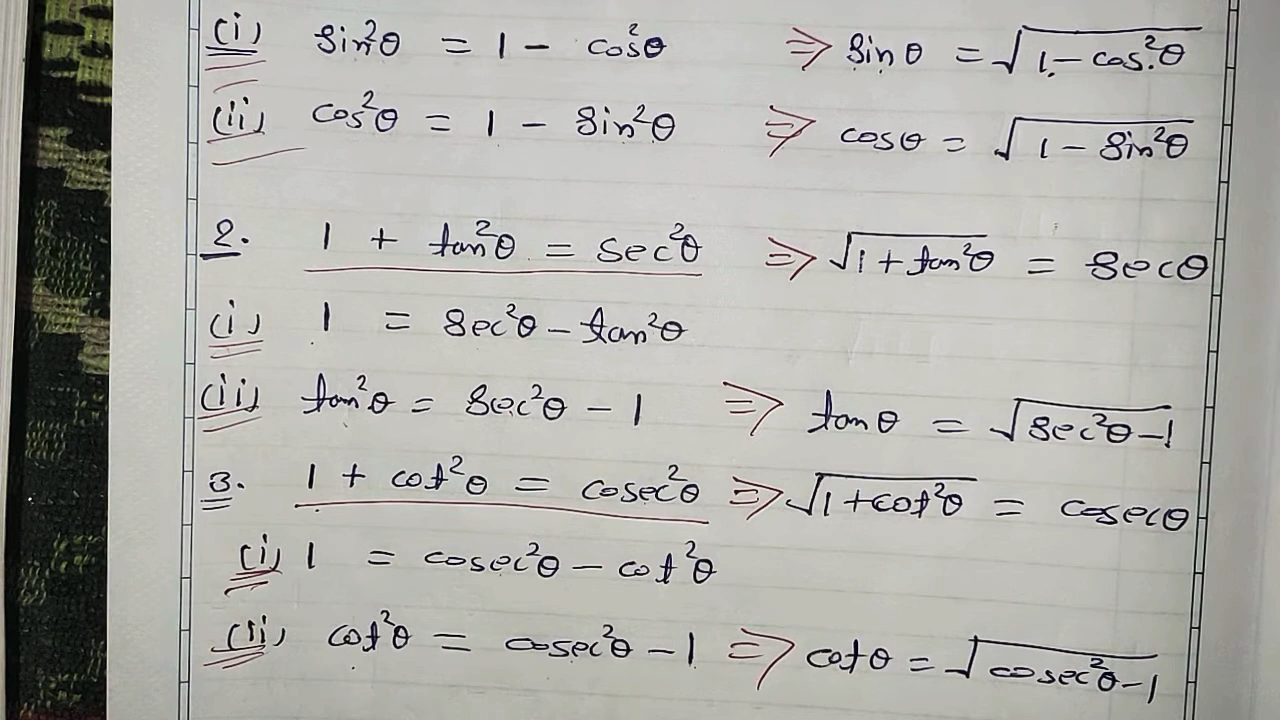 (i) sin²θ = 1 - cos²θ ⇒ sin θ = √1 - cos²θ
(ii) cos²θ = 1 - sin²θ ⇒ cosθ = √1 - sin²θ
2. 1 + tan²θ = sec²θ ⇒ √1 + tan²θ = secθ
(i) 1 = sec²θ - tan²θ
(ii) tan²θ = sec²θ - 1 ⇒ tanθ = √sec²θ-1
3. 1 + cot²θ = cosec²θ ⇒ √1+cot²θ = cosecθ
(i) 1 = cosec²θ - cot²θ
(ii) cot²θ = cosec²θ - 1 ⇒ cotθ = √cosec²θ-1